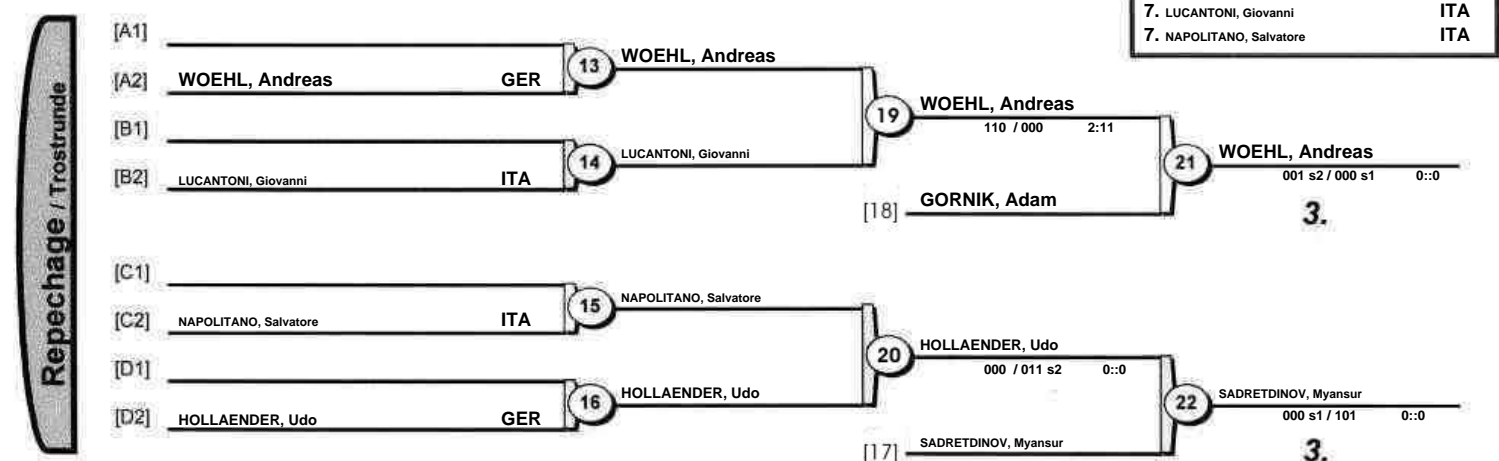 7. LUCANTONI, Giovanni ITA
7. NAPOLITANO, Salvatore ITA
Repechage / Trostrunde
[A1]
13 WOEHL, Andreas
[A2] WOEHL, Andreas GER
19 WOEHL, Andreas
110 / 000 2:11
[B1]
14 LUCANTONI, Giovanni
[B2] LUCANTONI, Giovanni ITA
21 WOEHL, Andreas
001 s2 / 000 s1 0::0
[18] GORNIK, Adam
3.
[C1]
15 NAPOLITANO, Salvatore
[C2] NAPOLITANO, Salvatore ITA
20 HOLLAENDER, Udo
000 / 011 s2 0::0
[D1]
16 HOLLAENDER, Udo
[D2] HOLLAENDER, Udo GER
22 SADRETDINOV, Myansur
000 s1 / 101 0::0
[17] SADRETDINOV, Myansur
3.